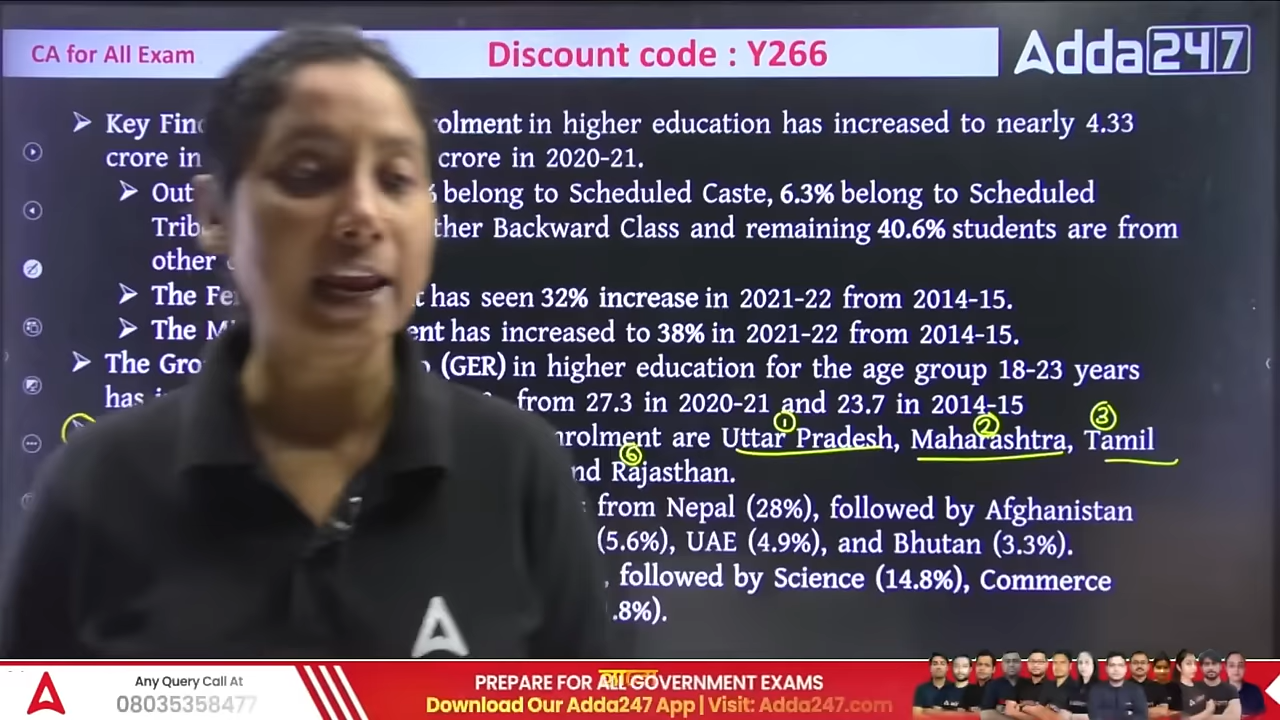 CA for All Exam
Discount code : Y266
Adda247
➤ Key olment in higher education has increased to nearly 4.33
crore in crore in 2020-21.
➤ Out % belong to Scheduled Caste, 6.3% belong to Scheduled
ther Backward Class and remaining 40.6% students are from
other
➤ The has seen 32% increase in 2021-22 from 2014-15.
➤ The ent has increased to 38% in 2021-22 from 2014-15.
➤ The (GER) in higher education for the age group 18-23 years
has from 27.3 in 2020-21 and 23.7 in 2014-15
① ② ③
rolment are Uttar Pradesh, Maharashtra, Tamil
⑥
nd Rajasthan.
from Nepal (28%), followed by Afghanistan
(5.6%), UAE (4.9%), and Bhutan (3.3%).
, followed by Science (14.8%), Commerce
.8%).
Any Query Call At
08035358477
PREPARE FOR ALL GOVERNMENT EXAMS
Download Our Adda247 App | Visit: Adda247.com